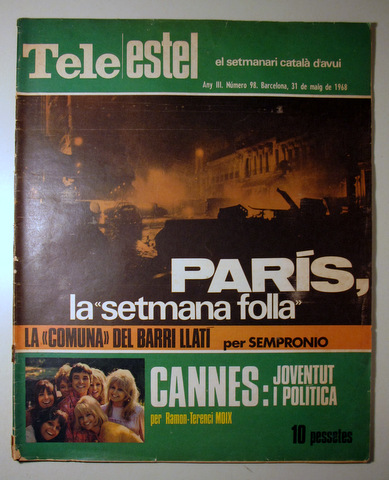 Tele estel
el setmanari català d'avui
Any III. Número 98. Barcelona, 31 de maig de 1968
PARÍS,
la «setmana folla»
LA «COMUNA» DEL BARRI LLATÍ per SEMPRONIO
CANNES: JOVENTUT
I POLITICA
per Ramon-Terenci MOIX
10 pessetes